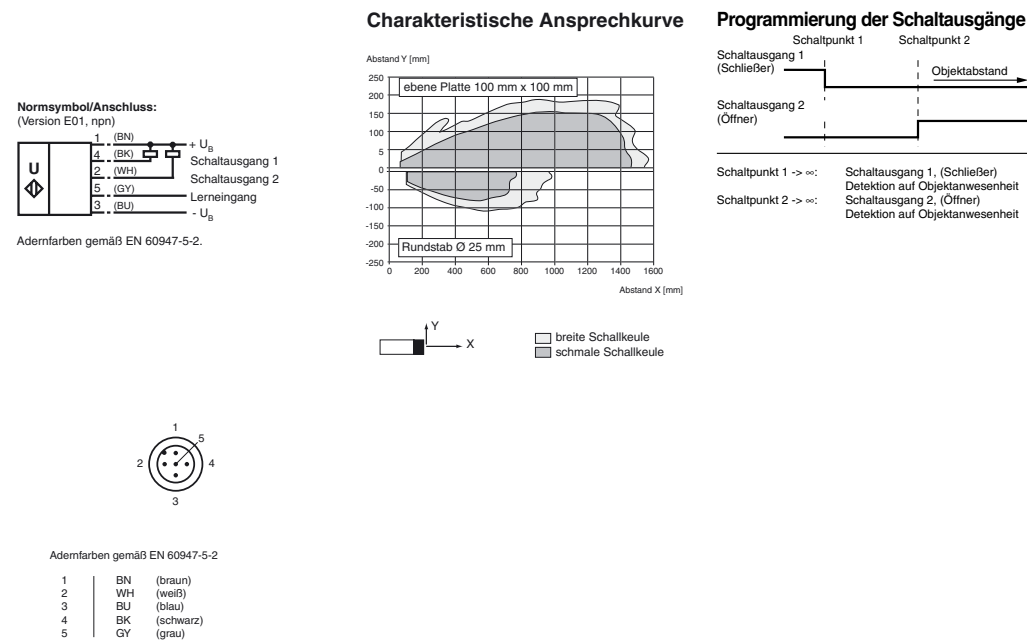 Normsymbol/Anschluss:
(Version E01, npn)
U
1 (BN)
4 (BK)
2 (WH)
5 (GY)
3 (BU)
+ U_B
Schaltausgang 1
Schaltausgang 2
Lerneingang
- U_B
Adernfarben gemäß EN 60947-5-2.
1
5
2
4
3
Adernfarben gemäß EN 60947-5-2
1 BN (braun)
2 WH (weiß)
3 BU (blau)
4 BK (schwarz)
5 GY (grau)
Charakteristische Ansprechkurve
Abstand Y [mm]
ebene Platte 100 mm x 100 mm
250
200
150
100
5
0
-50
-100
-150
-200
-250
Rundstab Ø 25 mm
0 200 400 600 800 1000 1200 1400 1600
Abstand X [mm]
Y
X
breite Schallkeule
schmale Schallkeule
Programmierung der Schaltausgänge
Schaltpunkt 1 Schaltpunkt 2
Schaltausgang 1
(Schließer)
Objektabstand
Schaltausgang 2
(Öffner)
Schaltpunkt 1 -> ∞: Schaltausgang 1, (Schließer)
Detektion auf Objektanwesenheit
Schaltpunkt 2 -> ∞: Schaltausgang 2, (Öffner)
Detektion auf Objektanwesenheit